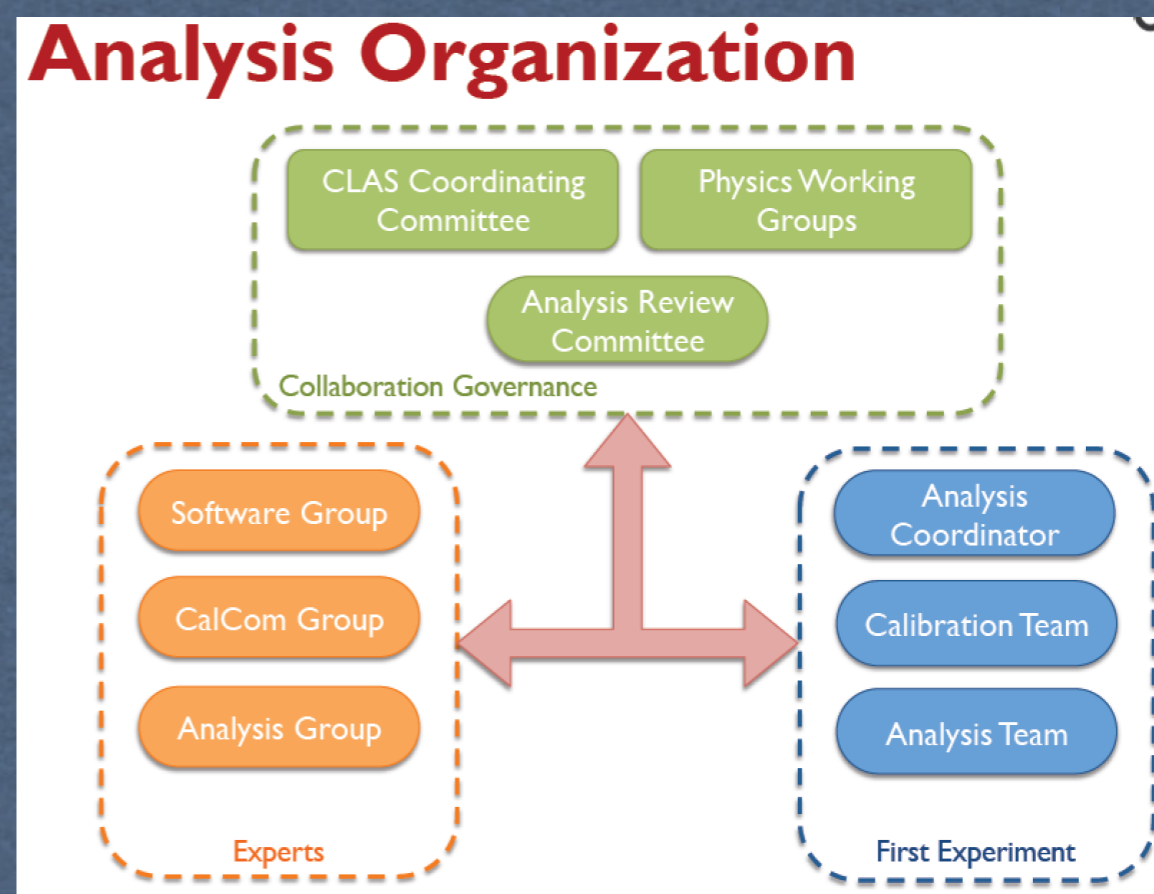 Analysis Organization
CLAS Coordinating
Committee
Physics Working
Groups
Analysis Review
Committee
Collaboration Governance
Software Group
CalCom Group
Analysis Group
Experts
Analysis
Coordinator
Calibration Team
Analysis Team
First Experiment